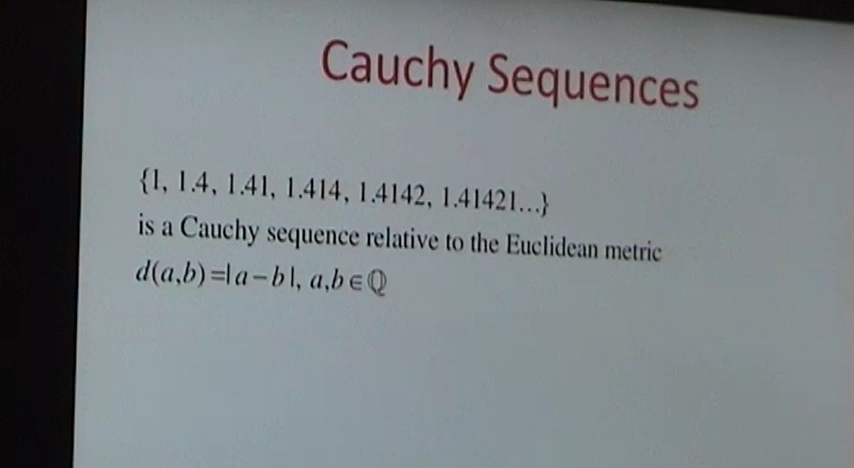 Cauchy Sequences
{1, 1.4, 1.41, 1.414, 1.4142, 1.41421...}
is a Cauchy sequence relative to the Euclidean metric
d(a,b)=|a-b|, a,b∈ℚ